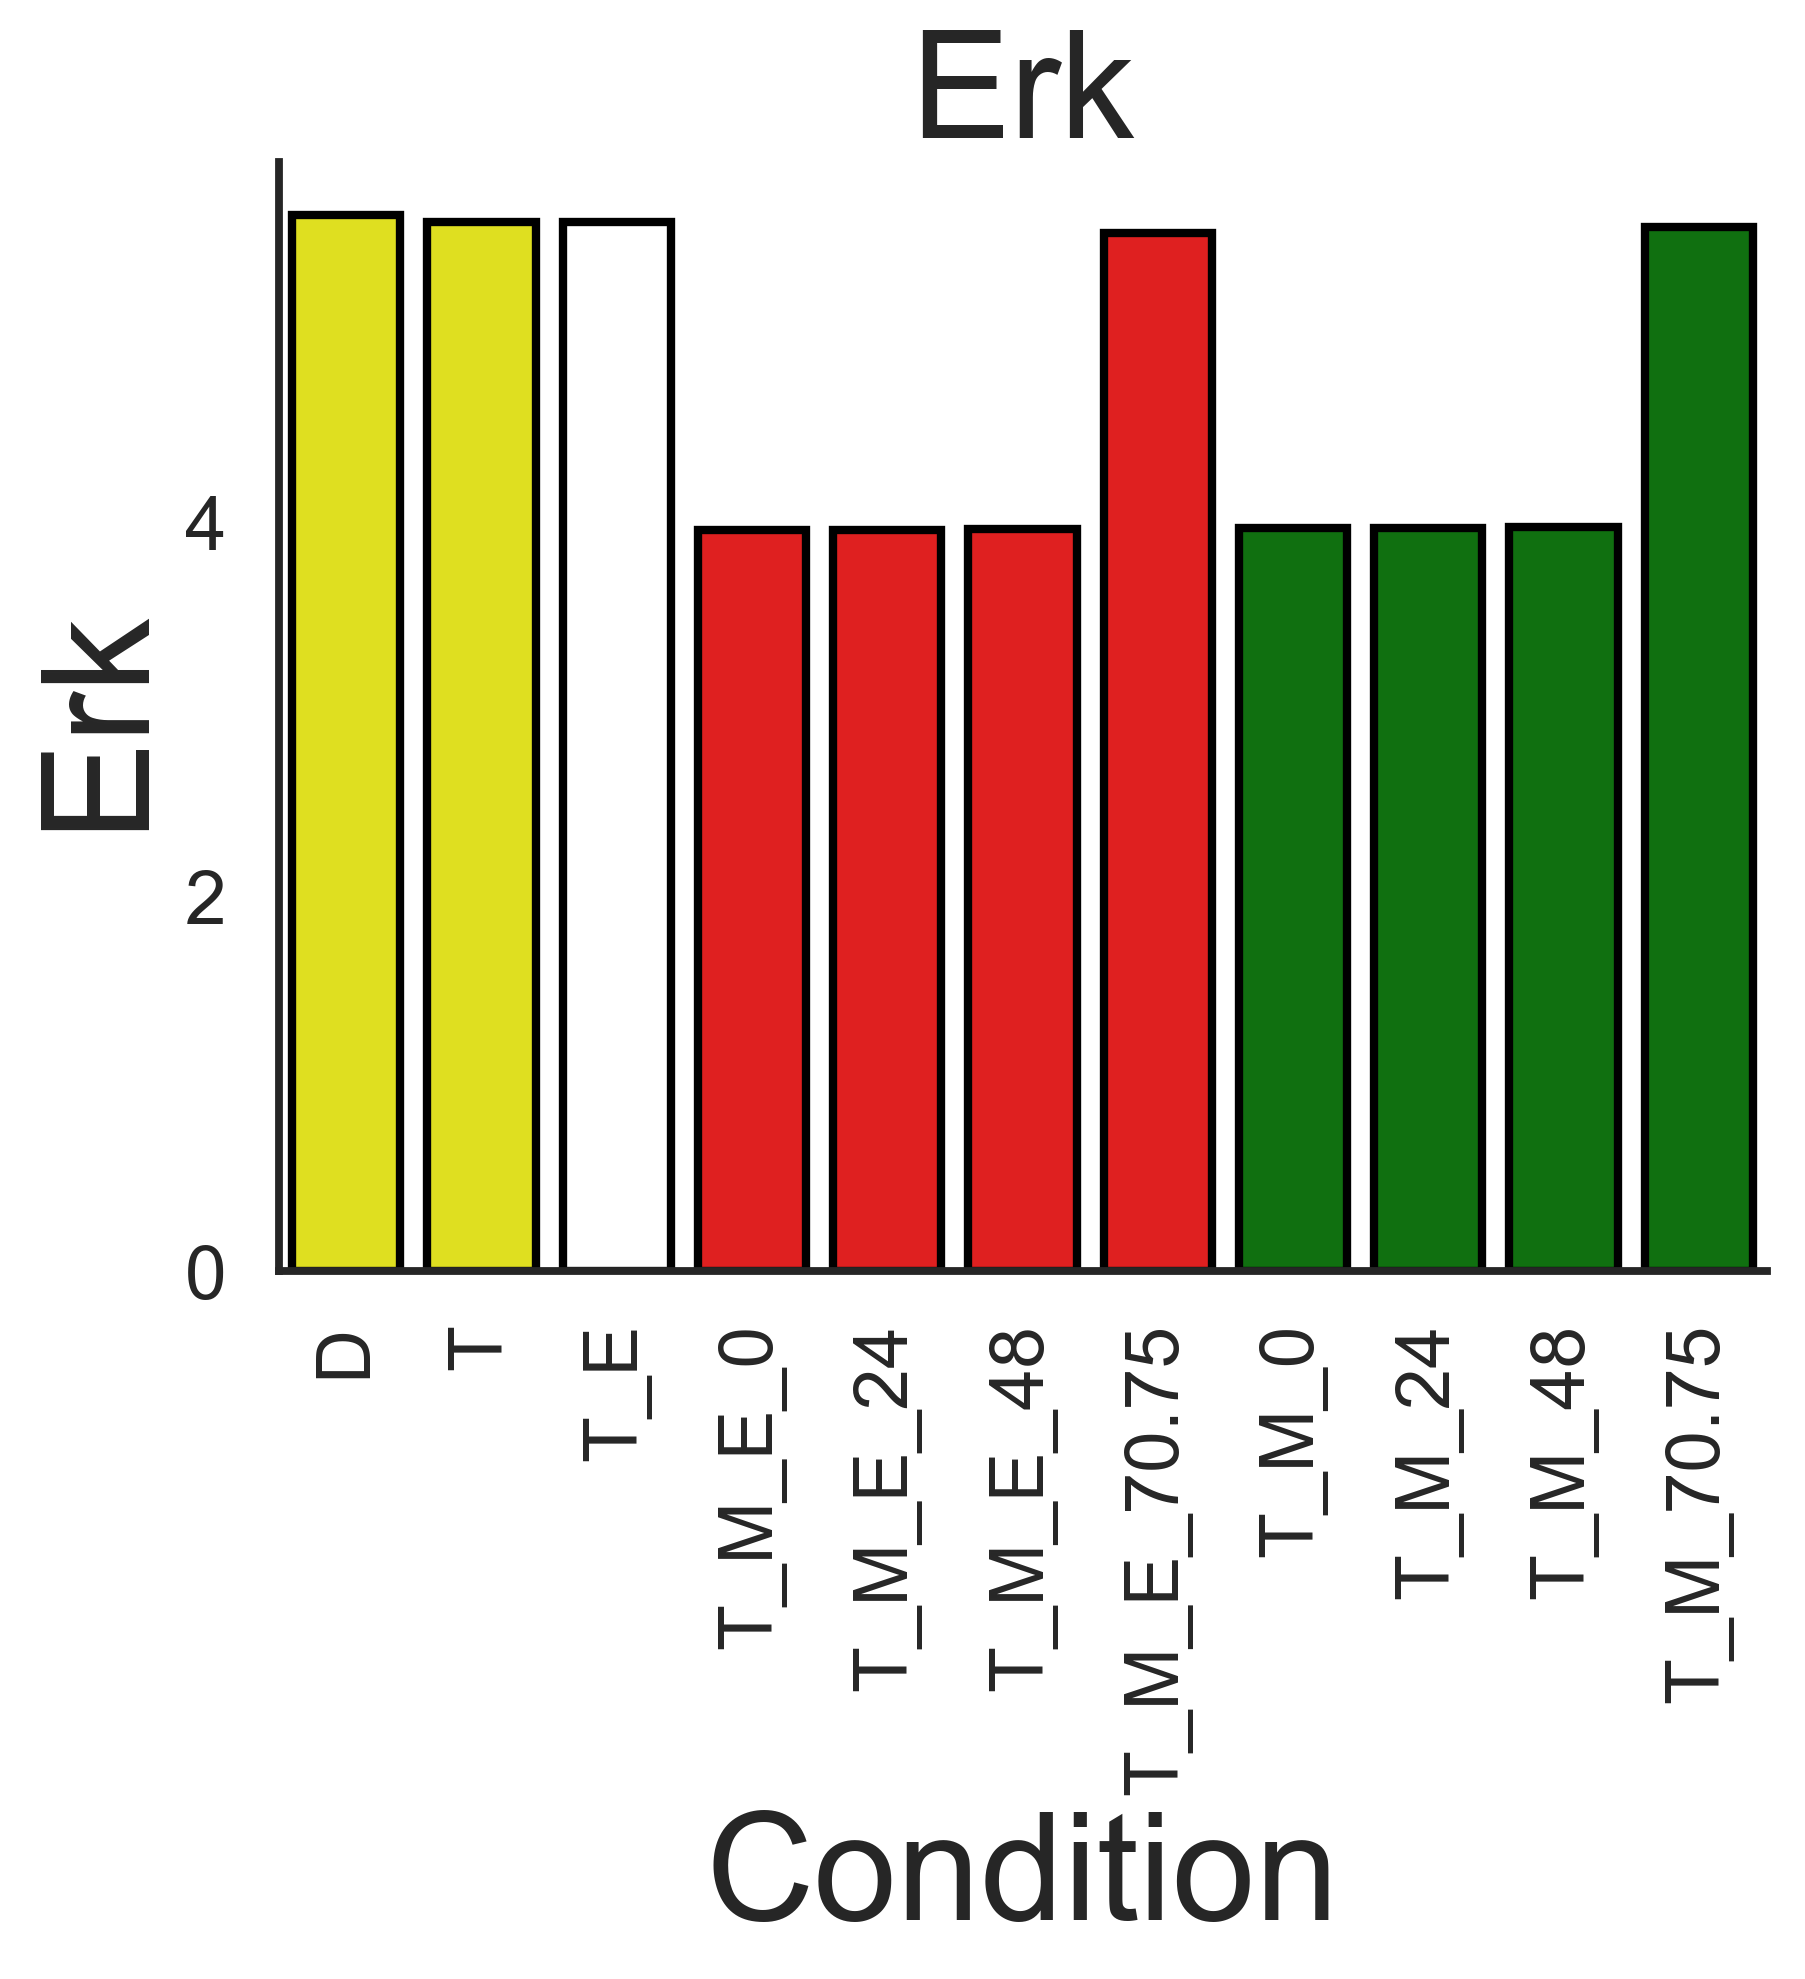 Erk
Erk
4
2
0
D
T
T_E
T_M_E_0
T_M_E_24
T_M_E_48
T_M_E_70.75
T_M_0
T_M_24
T_M_48
T_M_70.75
Condition